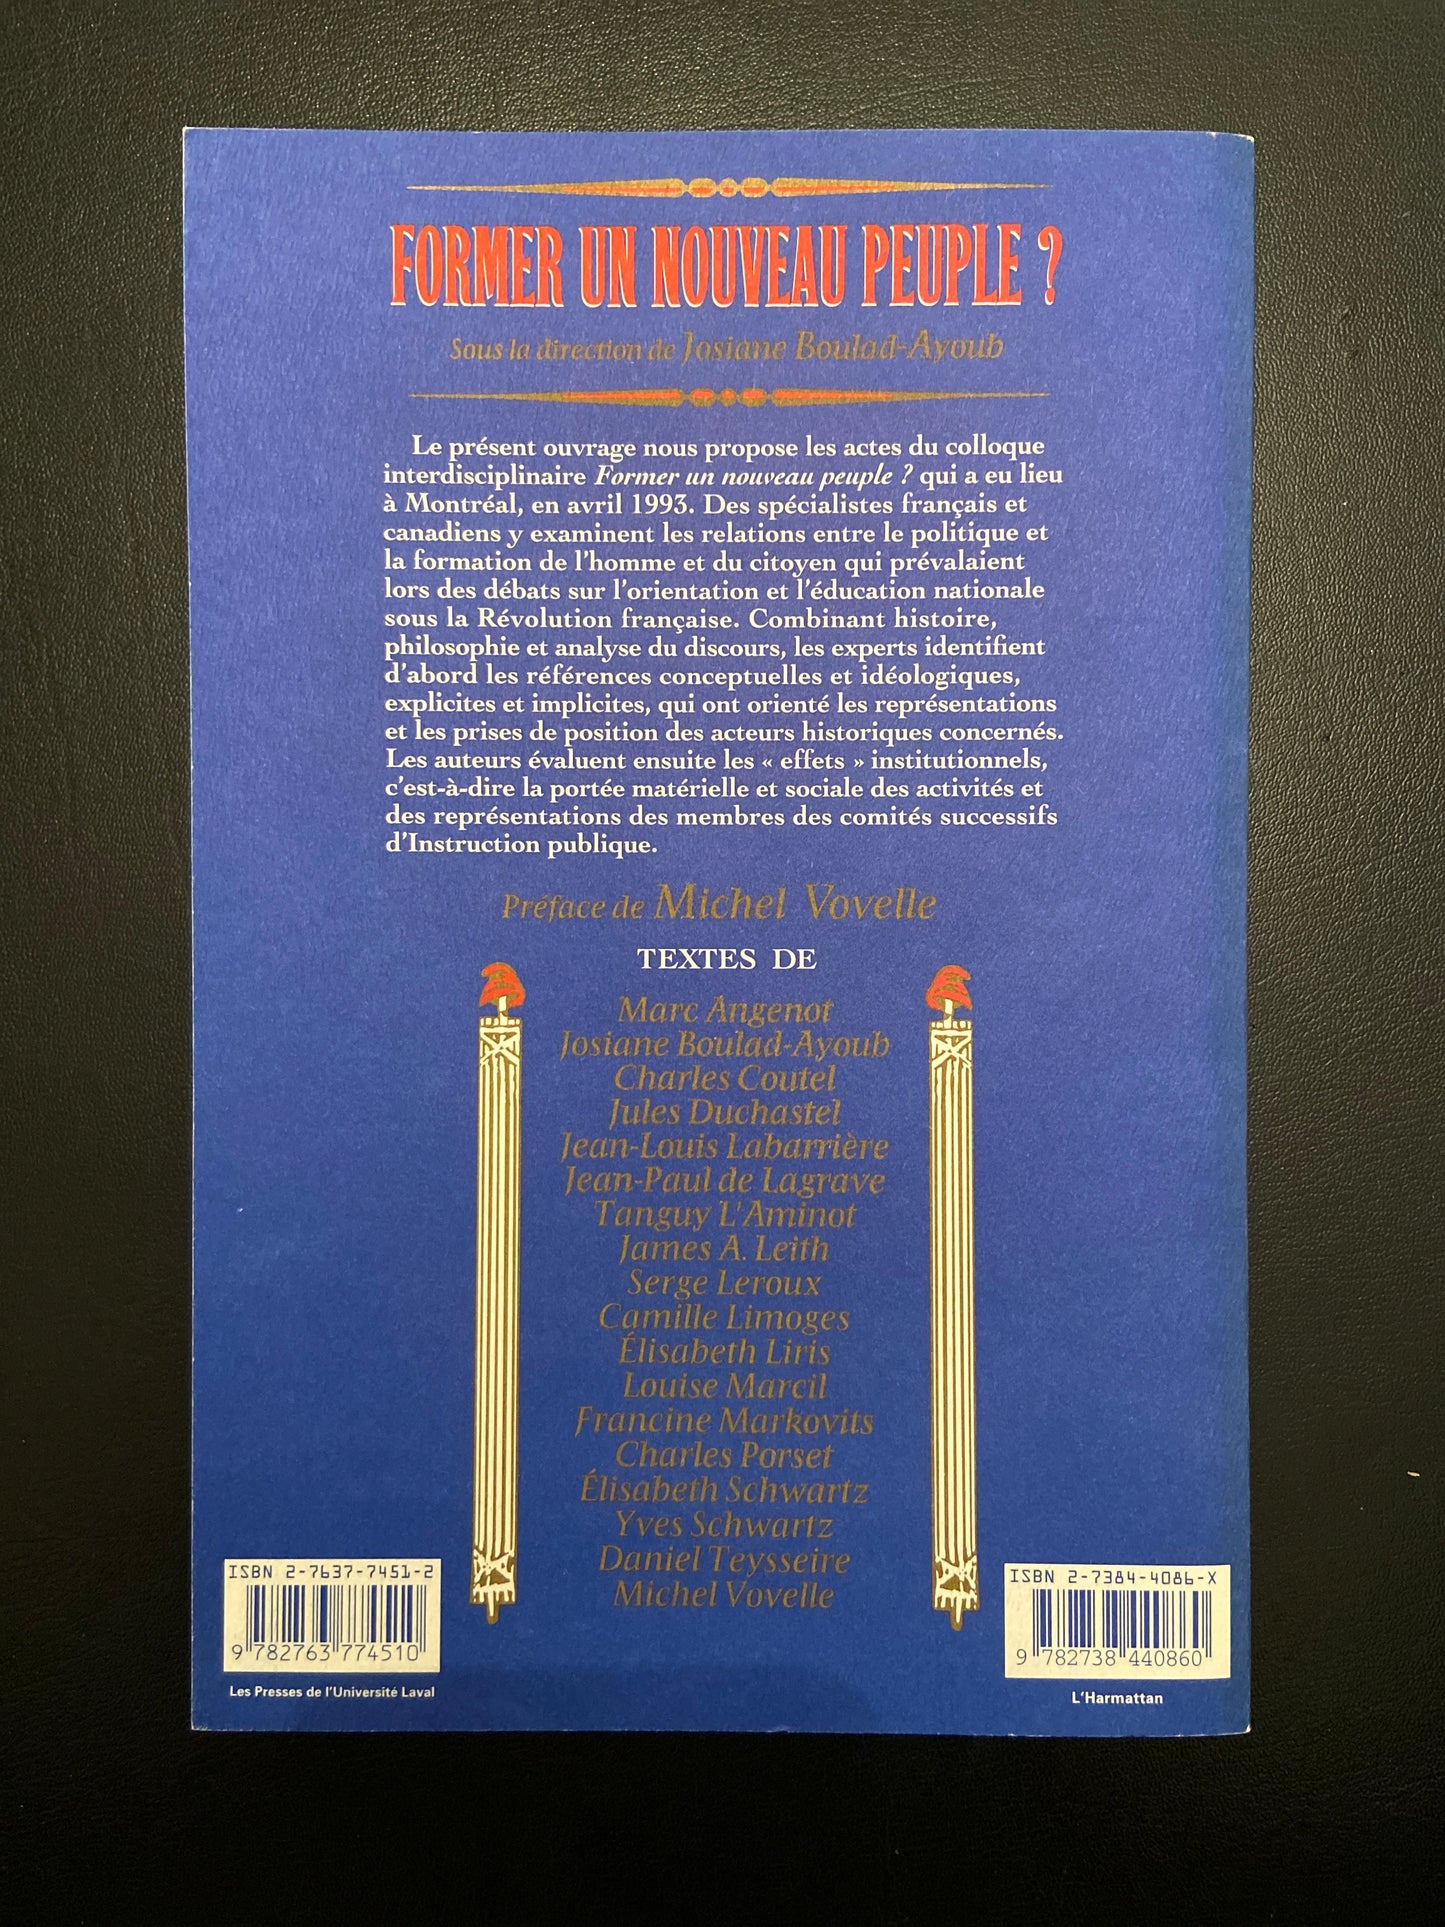 FORMER UN NOUVEAU PEUPLE ?
Sous la direction de Josiane Boulad-Ayoub
Le présent ouvrage nous propose les actes du colloque
interdisciplinaire Former un nouveau peuple ? qui a eu lieu
à Montréal, en avril 1993. Des spécialistes français et
canadiens y examinent les relations entre le politique et
la formation de l'homme et du citoyen qui prévalaient
lors des débats sur l'orientation et l'éducation nationale
sous la Révolution française. Combinant histoire,
philosophie et analyse du discours, les experts identifient
d'abord les références conceptuelles et idéologiques,
explicites et implicites, qui ont orienté les représentations
et les prises de position des acteurs historiques concernés.
Les auteurs évaluent ensuite les « effets » institutionnels,
c'est-à-dire la portée matérielle et sociale des activités et
des représentations des membres des comités successifs
d'Instruction publique.
Préface de Michel Vovelle
TEXTES DE
Marc Angenot
Josiane Boulad-Ayoub
Charles Coutel
Jules Duchastel
Jean-Louis Labarrière
Jean-Paul de Lagrave
Tanguy L'Aminot
James A. Leith
Serge Leroux
Camille Limoges
Élisabeth Liris
Louise Marcil
Francine Markovits
Charles Porset
Élisabeth Schwartz
Yves Schwartz
Daniel Teysseire
Michel Vovelle
ISBN 2-7637-7451-2
9 782763 774510
Les Presses de l'Université Laval
ISBN 2-7384-4086-X
9 782738 440860
L'Harmattan